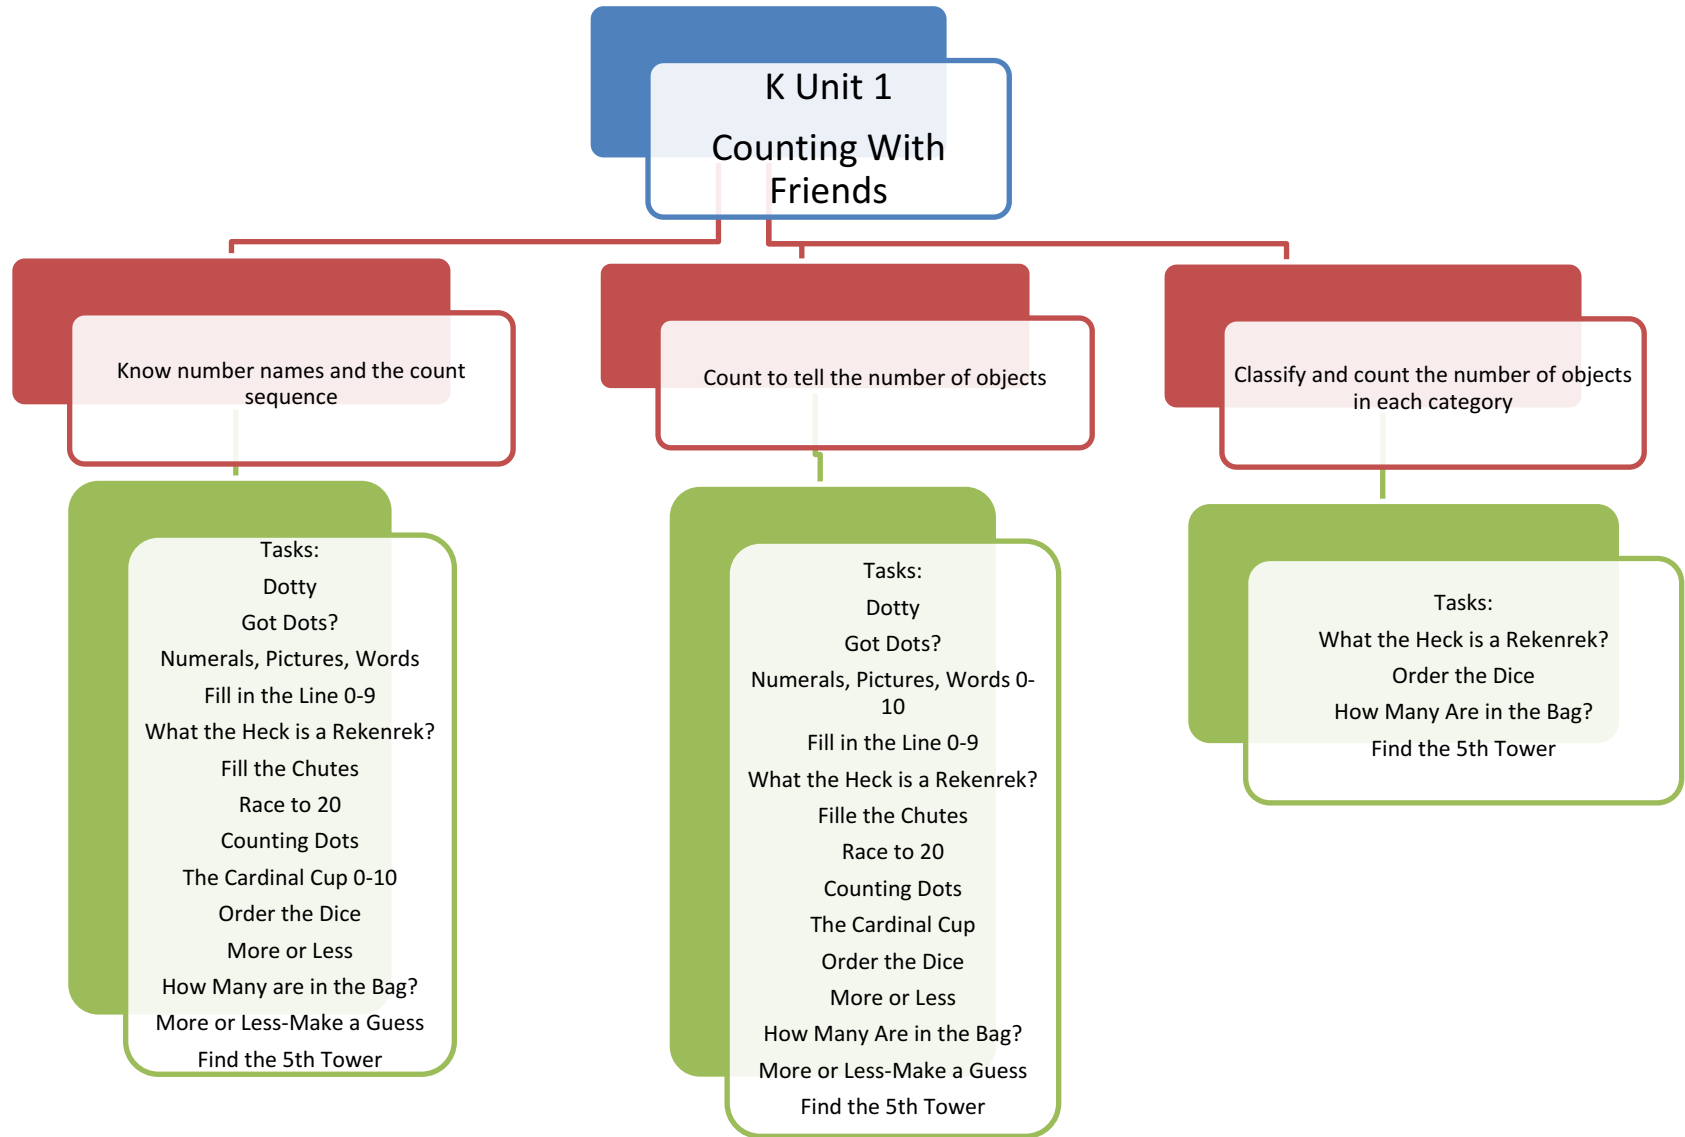 K Unit 1
Counting With
Friends
Know number names and the count
sequence
Count to tell the number of objects
Classify and count the number of objects
in each category
Tasks:
Dotty
Got Dots?
Numerals, Pictures, Words
Fill in the Line 0-9
What the Heck is a Rekenrek?
Fill the Chutes
Race to 20
Counting Dots
The Cardinal Cup 0-10
Order the Dice
More or Less
How Many are in the Bag?
More or Less-Make a Guess
Find the 5th Tower
Tasks:
Dotty
Got Dots?
Numerals, Pictures, Words 0-
10
Fill in the Line 0-9
What the Heck is a Rekenrek?
Fille the Chutes
Race to 20
Counting Dots
The Cardinal Cup
Order the Dice
More or Less
How Many Are in the Bag?
More or Less-Make a Guess
Find the 5th Tower
Tasks:
What the Heck is a Rekenrek?
Order the Dice
How Many Are in the Bag?
Find the 5th Tower